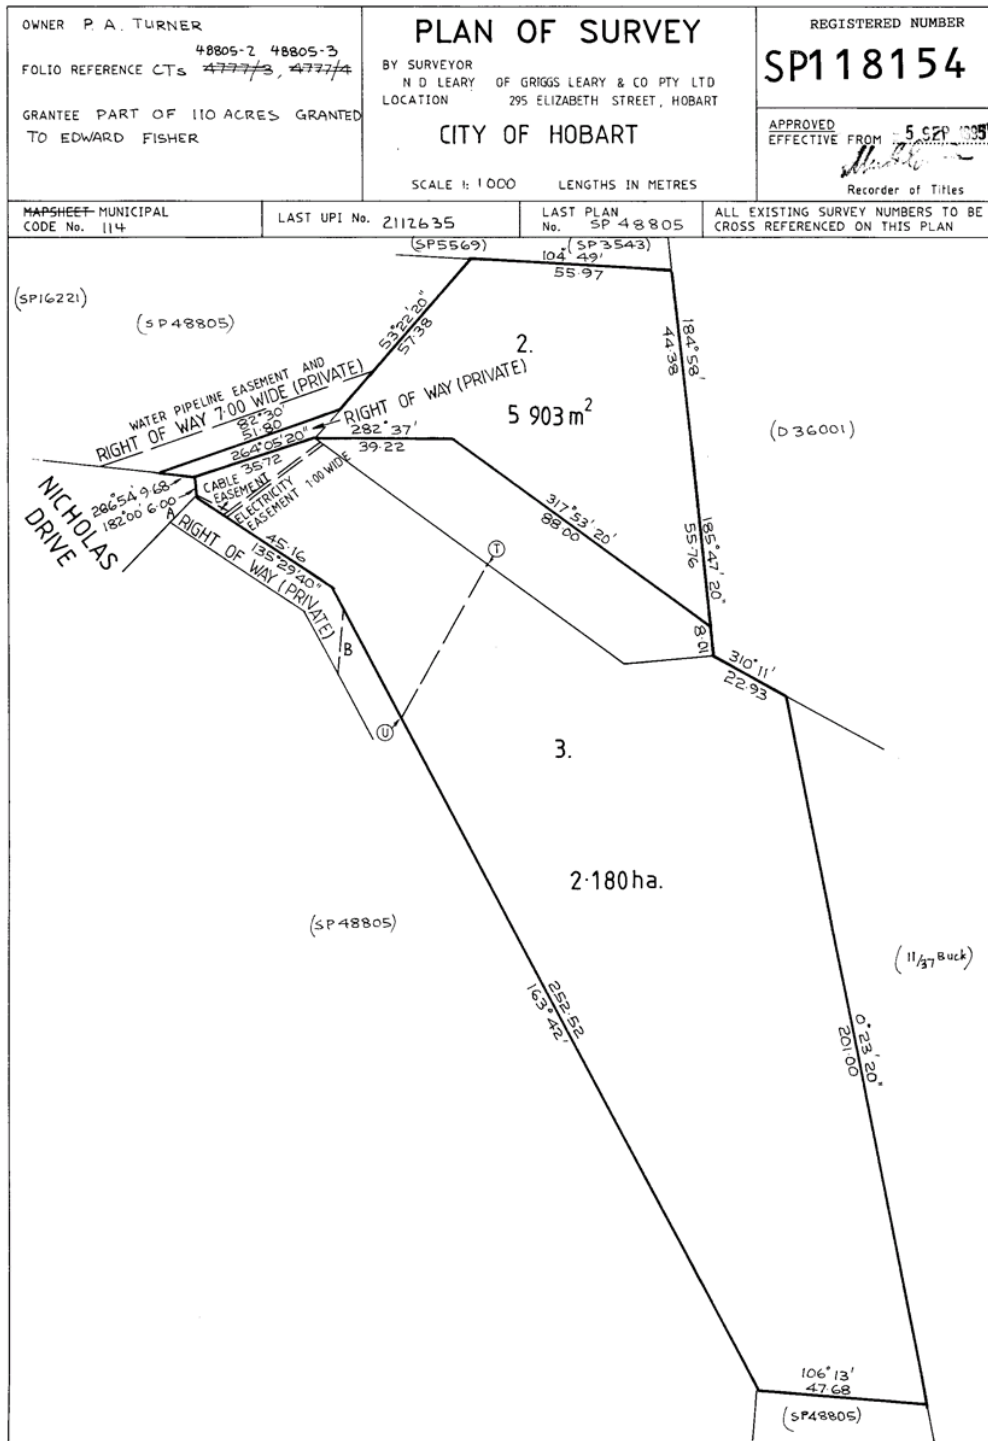 OWNER P. A. TURNER
48805-2 48805-3
FOLIO REFERENCE CTs 4777/3, 4777/4
GRANTEE PART OF 110 ACRES GRANTED
TO EDWARD FISHER
PLAN OF SURVEY
BY SURVEYOR
N D LEARY OF GRIGGS LEARY & CO PTY LTD
LOCATION 295 ELIZABETH STREET, HOBART
CITY OF HOBART
SCALE 1: 1000 LENGTHS IN METRES
REGISTERED NUMBER
SP118154
APPROVED
EFFECTIVE FROM - 5 SEP 1995
Recorder of Titles
MAPSHEET MUNICIPAL
CODE No. 114
LAST UPI No. 2112635
LAST PLAN
No. SP 48805
ALL EXISTING SURVEY NUMBERS TO BE
CROSS REFERENCED ON THIS PLAN
(SP5569)
(SP3543)
104° 49'
55·97
(SP16221)
(SP48805)
53°22'20"
57·38
2.
5 903 m²
184°58'
44·38
(D36001)
WATER PIPELINE EASEMENT AND
RIGHT OF WAY 7·00 WIDE (PRIVATE)
82°30'
51·80
RIGHT OF WAY (PRIVATE)
264°05'20"
35·72
282°37'
39·22
CABLE
EASEMENT
ELECTRICITY
EASEMENT 1·00 WIDE
286°54' 9·68
182°00' 6·00
NICHOLAS
DRIVE
A
RIGHT OF WAY (PRIVATE)
45·16
135°29'40"
B
317°53'20"
88·00
185°47'20"
55·76
8·01
T
U
310°11'
22·93
3.
2·180ha.
(SP48805)
(11/37 Buck)
252·52
163°42'
0°23'20"
201·00
106°13'
47·68
(SP48805)